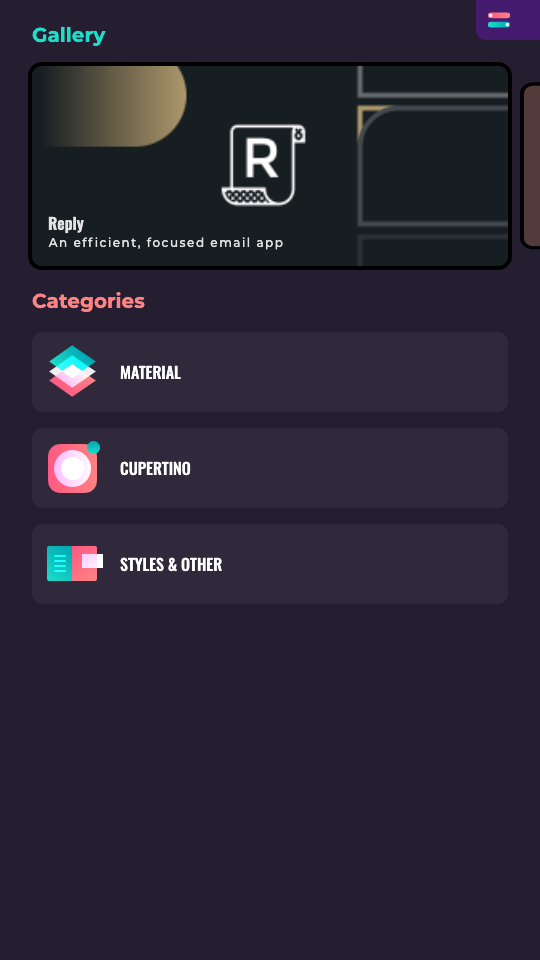 Gallery
R
Reply
An efficient, focused email app
Categories
MATERIAL
CUPERTINO
STYLES & OTHER